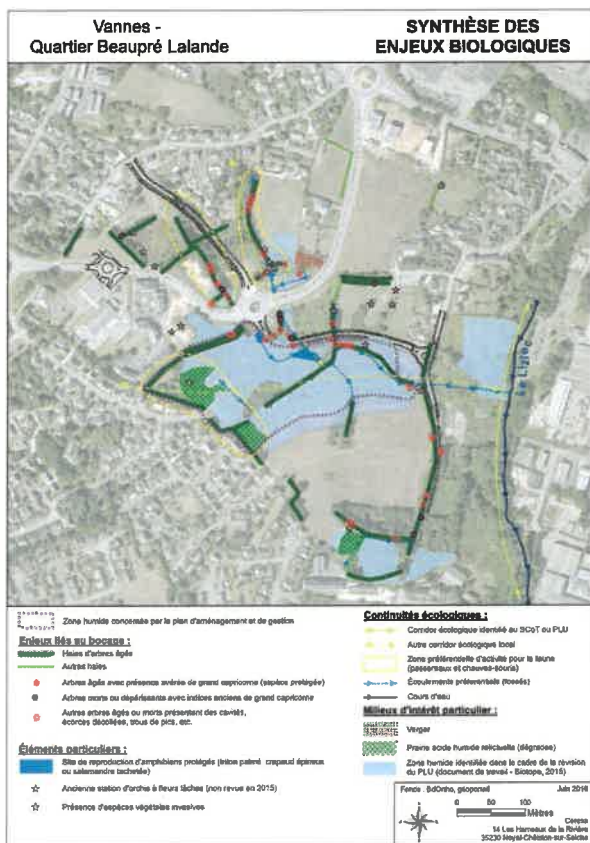 Vannes -
Quartier Beaupré Lalande
SYNTHÈSE DES
ENJEUX BIOLOGIQUES
Le Liziec
Zone humide concernée par le plan d'aménagement et de gestion
Enjeux liés au bocage :
Haies d'arbres âgés
Autres haies
Arbres âgés avec présence avérée de grand capricorne (espèce protégée)
Arbres morts ou dépérissants avec indices anciens de grand capricorne
Autres arbres âgés ou morts présentant des cavités,
écorces décollées, trous de pics, etc.
Éléments particuliers :
Site de reproduction d'amphibiens protégés (triton palmé, crapaud épineux
ou salamandre tachetée)
Ancienne station d'orchis à fleurs lâches (non revue en 2015)
Présence d'espèces végétales invasives
Continuités écologiques :
Corridor écologique identifié au SCoT ou PLU
Autre corridor écologique local
Zone préférentielle d'activité pour la faune
(passereaux et chauves-souris)
Écoulements préférentiels (fossés)
Cours d'eau
Milieux d'intérêt particulier :
Verger
Prairie acide humide relictuelle (dégradée)
Zone humide identifiée dans le cadre de la révision
du PLU (document de travail - Biotope, 2015)
Fonds : BdOrtho, géoportail
Juin 2016
0 50 100
Mètres
Ceresa
14 Les Hameaux de la Rivière
35230 Noyal-Châtillon-sur-Seiche